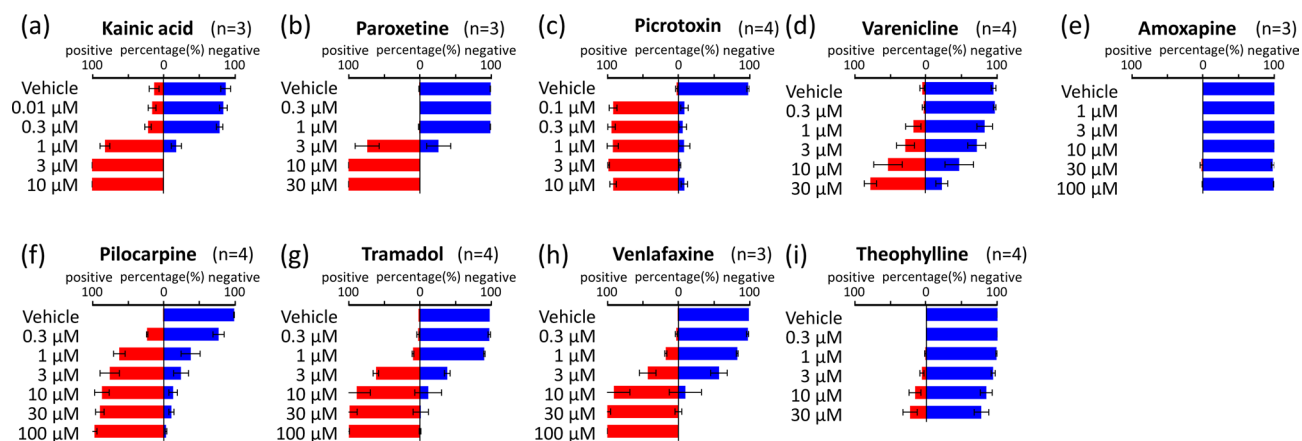 (a) Kainic acid (n=3)
positive percentage(%) negative
100 0 100
Vehicle
0.01 µM
0.3 µM
1 µM
3 µM
10 µM
(b) Paroxetine (n=3)
positive percentage(%) negative
100 0 100
Vehicle
0.3 µM
1 µM
3 µM
10 µM
30 µM
(c) Picrotoxin (n=4)
positive percentage(%) negative
100 0 100
Vehicle
0.1 µM
0.3 µM
1 µM
3 µM
10 µM
(d) Varenicline (n=4)
positive percentage(%) negative
100 0 100
Vehicle
0.3 µM
1 µM
3 µM
10 µM
30 µM
(e) Amoxapine (n=3)
positive percentage(%) negative
100 0 100
Vehicle
1 µM
3 µM
10 µM
30 µM
100 µM
(f) Pilocarpine (n=4)
positive percentage(%) negative
100 0 100
Vehicle
0.3 µM
1 µM
3 µM
10 µM
30 µM
100 µM
(g) Tramadol (n=4)
positive percentage(%) negative
100 0 100
Vehicle
0.3 µM
1 µM
3 µM
10 µM
30 µM
100 µM
(h) Venlafaxine (n=3)
positive percentage(%) negative
100 0 100
Vehicle
0.3 µM
1 µM
3 µM
10 µM
30 µM
100 µM
(i) Theophylline (n=4)
positive percentage(%) negative
100 0 100
Vehicle
0.3 µM
1 µM
3 µM
10 µM
30 µM